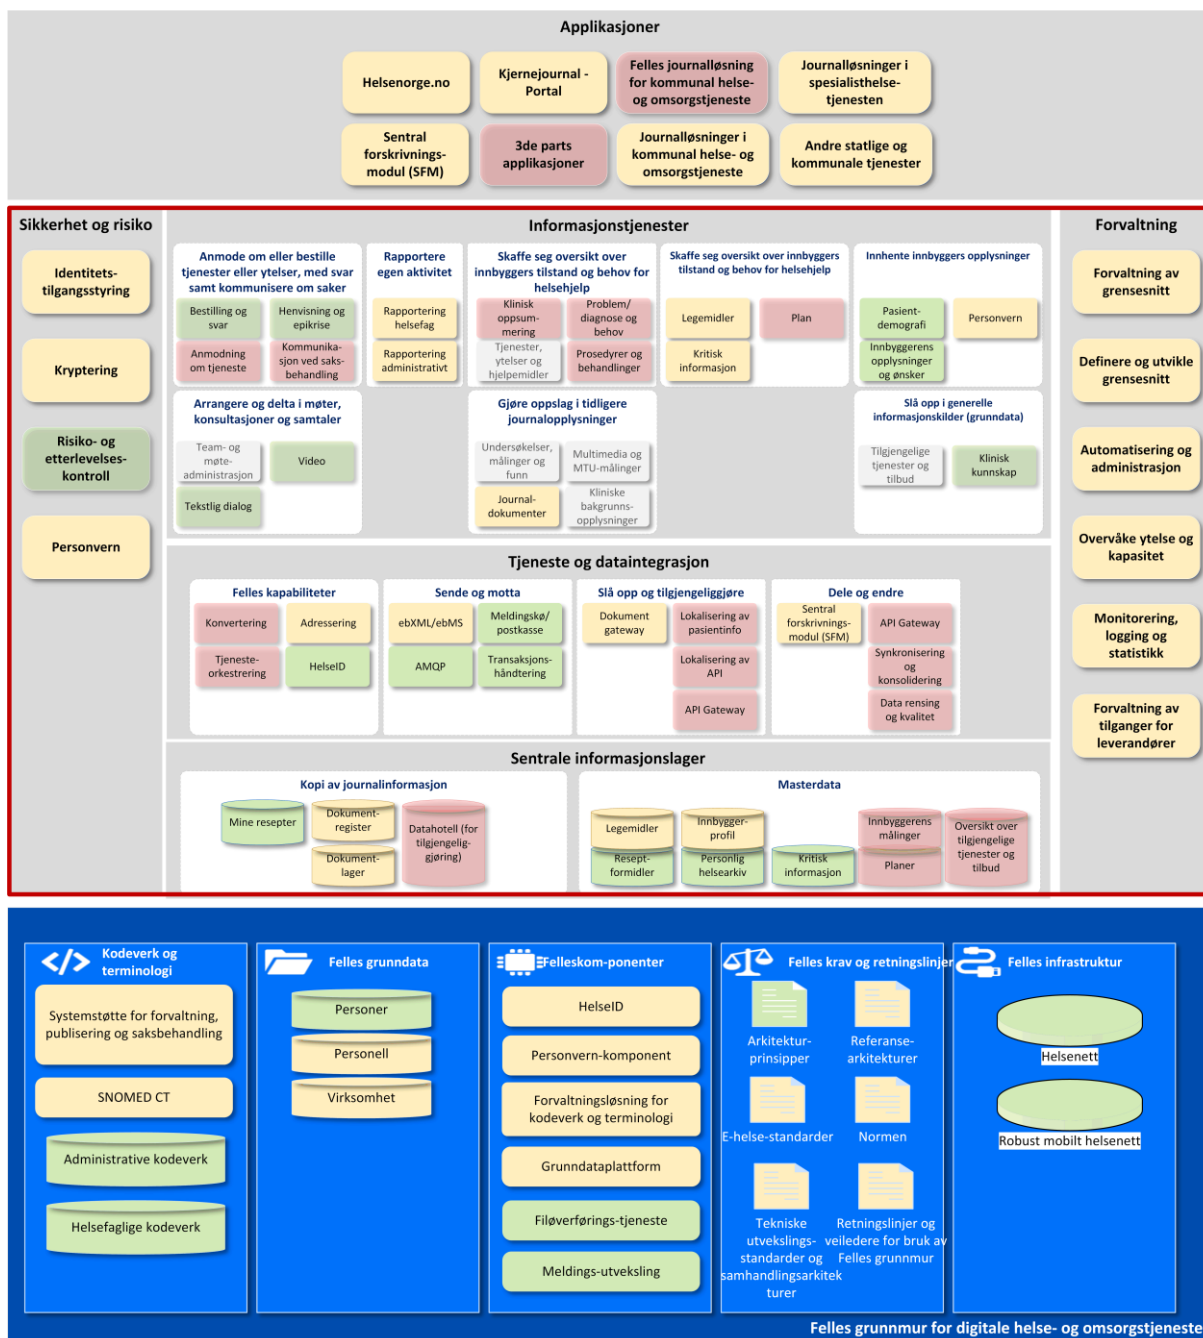 Applikasjoner
Helsenorge.no
Kjernejournal -
Portal
Felles journalløsning
for kommunal helse-
og omsorgstjeneste
Journalløsninger i
spesialisthelse-
tjenesten
Sentral
forskrivnings-
modul (SFM)
3de parts
applikasjoner
Journalløsninger i
kommunal helse- og
omsorgstjeneste
Andre statlige og
kommunale tjenester
Sikkerhet og risiko
Identitets-
tilgangsstyring
Kryptering
Risiko- og
etterlevelses-
kontroll
Personvern
Informasjonstjenester
Anmode om eller bestille
tjenester eller ytelser, med svar
samt kommunisere om saker
Bestilling og
svar
Henvisning og
epikrise
Anmodning
om tjeneste
Kommunika-
sjon ved saks-
behandling
Rapportere
egen aktivitet
Rapportering
helsefag
Rapportering
administrativt
Skaffe seg oversikt over
innbyggers tilstand og behov for
helsehjelp
Klinisk
oppsum-
mering
Problem/
diagnose og
behov
Tjenester,
ytelser og
hjelpemidler
Prosedyrer og
behandlinger
Skaffe seg oversikt over innbyggers
tilstand og behov for helsehjelp
Legemidler
Plan
Kritisk
informasjon
Innhente innbyggers opplysninger
Pasient-
demografi
Personvern
Innbyggerens
opplysninger
og ønsker
Arrangere og delta i møter,
konsultasjoner og samtaler
Team- og
møte-
administrasjon
Video
Tekstlig dialog
Gjøre oppslag i tidligere
journalopplysninger
Undersøkelser,
målinger og
funn
Multimedia og
MTU-målinger
Journal-
dokumenter
Kliniske
bakgrunns-
opplysninger
Slå opp i generelle
informasjonskilder (grunndata)
Tilgjengelige
tjenester og
tilbud
Klinisk
kunnskap
Forvaltning
Forvaltning av
grensesnitt
Definere og utvikle
grensesnitt
Automatisering og
administrasjon
Overvåke ytelse og
kapasitet
Monitorering,
logging og
statistikk
Forvaltning av
tilganger for
leverandører
Tjeneste og dataintegrasjon
Felles kapabiliteter
Konvertering
Adressering
Tjeneste-
orkestrering
HelseID
Sende og motta
ebXML/ebMS
Meldingskø/
postkasse
AMQP
Transaksjons-
håndtering
Slå opp og tilgjengeliggjøre
Dokument
gateway
Lokalisering av
pasientinfo
Lokalisering av
API
API Gateway
Dele og endre
Sentral
forskrivnings-
modul (SFM)
API Gateway
Synkronisering
og
konsolidering
Data rensing
og kvalitet
Sentrale informasjonslager
Kopi av journalinformasjon
Mine resepter
Dokument-
register
Dokument-
lager
Datahotell (for
tilgjengelig-
gjøring)
Masterdata
Legemidler
Innbygger-
profil
Resept-
formidler
Personlig
helsearkiv
Kritisk
informasjon
Innbyggerens
målinger
Planer
Oversikt over
tilgjengelige
tjenester og
tilbud
</>
Kodeverk og
terminologi
Systemstøtte for forvaltning,
publisering og saksbehandling
SNOMED CT
Administrative kodeverk
Helsefaglige kodeverk
Felles grunndata
Personer
Personell
Virksomhet
Felleskom-ponenter
HelseID
Personvern-komponent
Forvaltningsløsning for
kodeverk og terminologi
Grunndataplattform
Filøverførings-tjeneste
Meldings-utveksling
Felles krav og retningslinjer
Arkitektur-
prinsipper
Referanse-
arkitekturer
E-helse-standarder
Normen
Tekniske
utvekslings-
standarder og
samhandlingsarkitek
turer
Retningslinjer og
veiledere for bruk av
Felles grunnmur
Felles infrastruktur
Helsenett
Robust mobilt helsenett
Felles grunnmur for digitale helse- og omsorgstjeneste